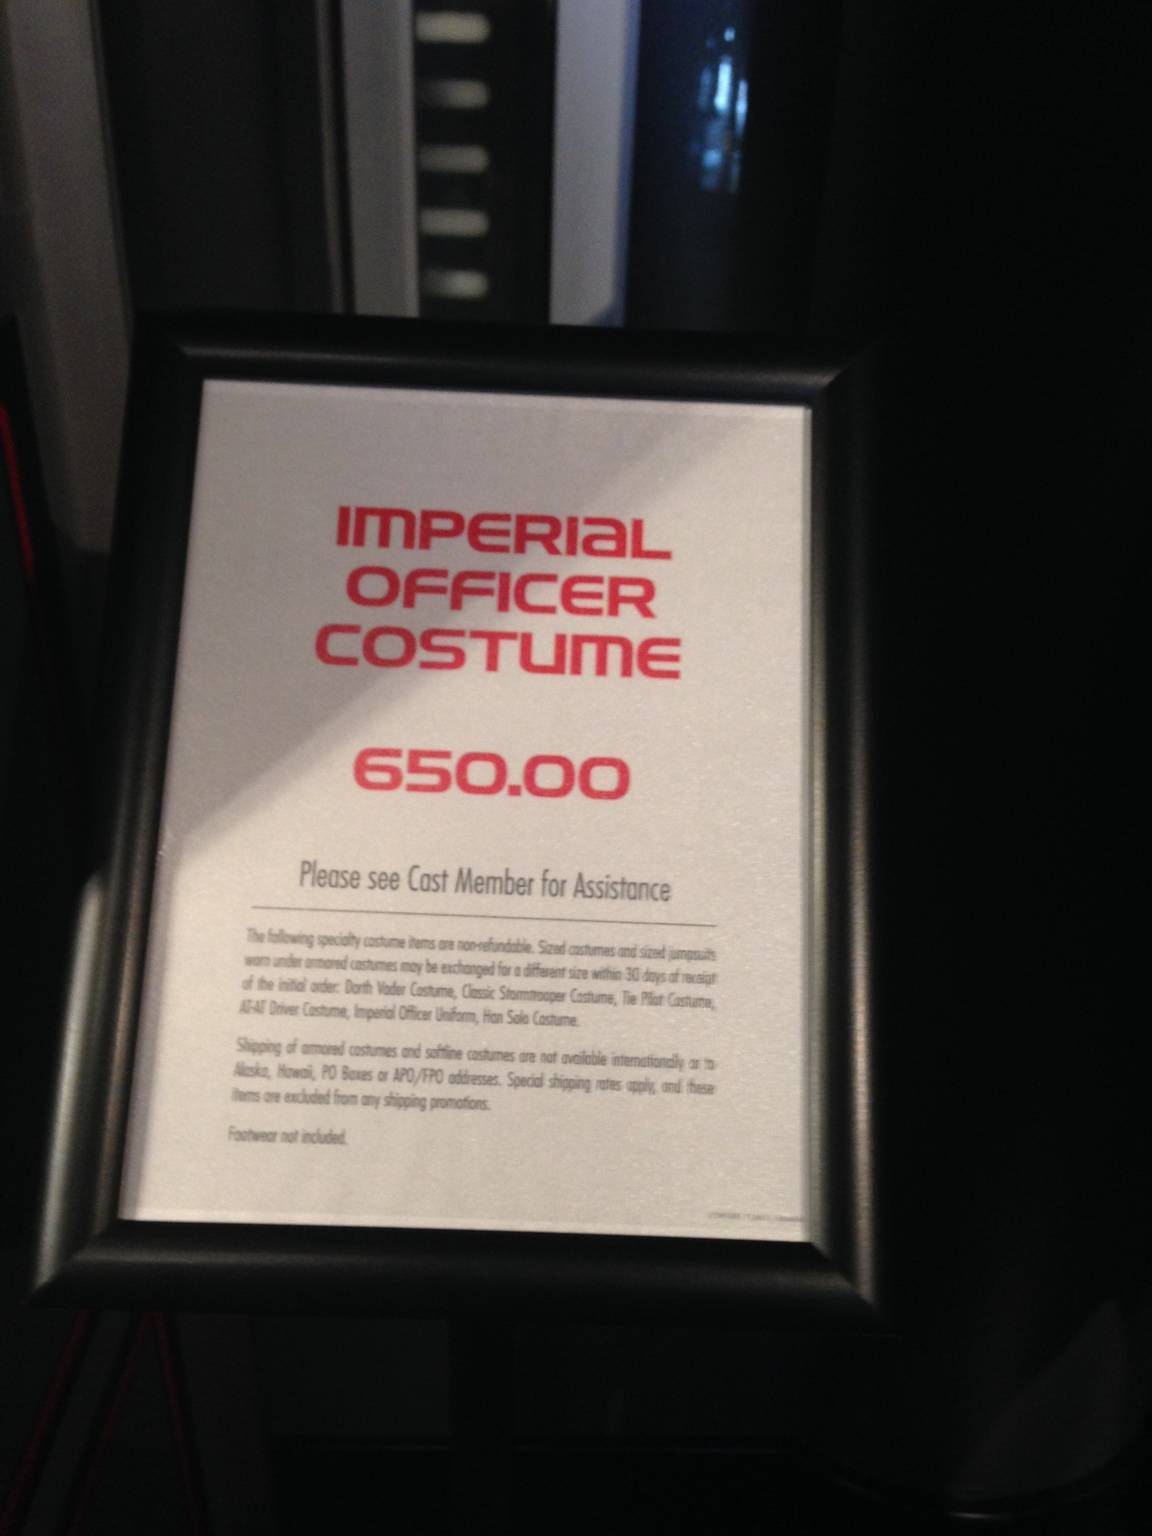 IMPERIAL
OFFICER
COSTUME
650.00
Please see Cast Member for Assistance
The following specialty costume items are non-refundable. Sized costumes and sized jumpsuits
worn under armored costumes may be exchanged for a different size within 30 days of receipt
of the initial order: Darth Vader Costume, Classic Stormtrooper Costume, Tie Pilot Costume,
AT-AT Driver Costume, Imperial Officer Uniform, Han Solo Costume.
Shipping of armored costumes and softline costumes are not available internationally or to
Alaska, Hawaii, PO Boxes or APO/FPO addresses. Special shipping rates apply, and these
items are excluded from any shipping promotions.
Footwear not included.